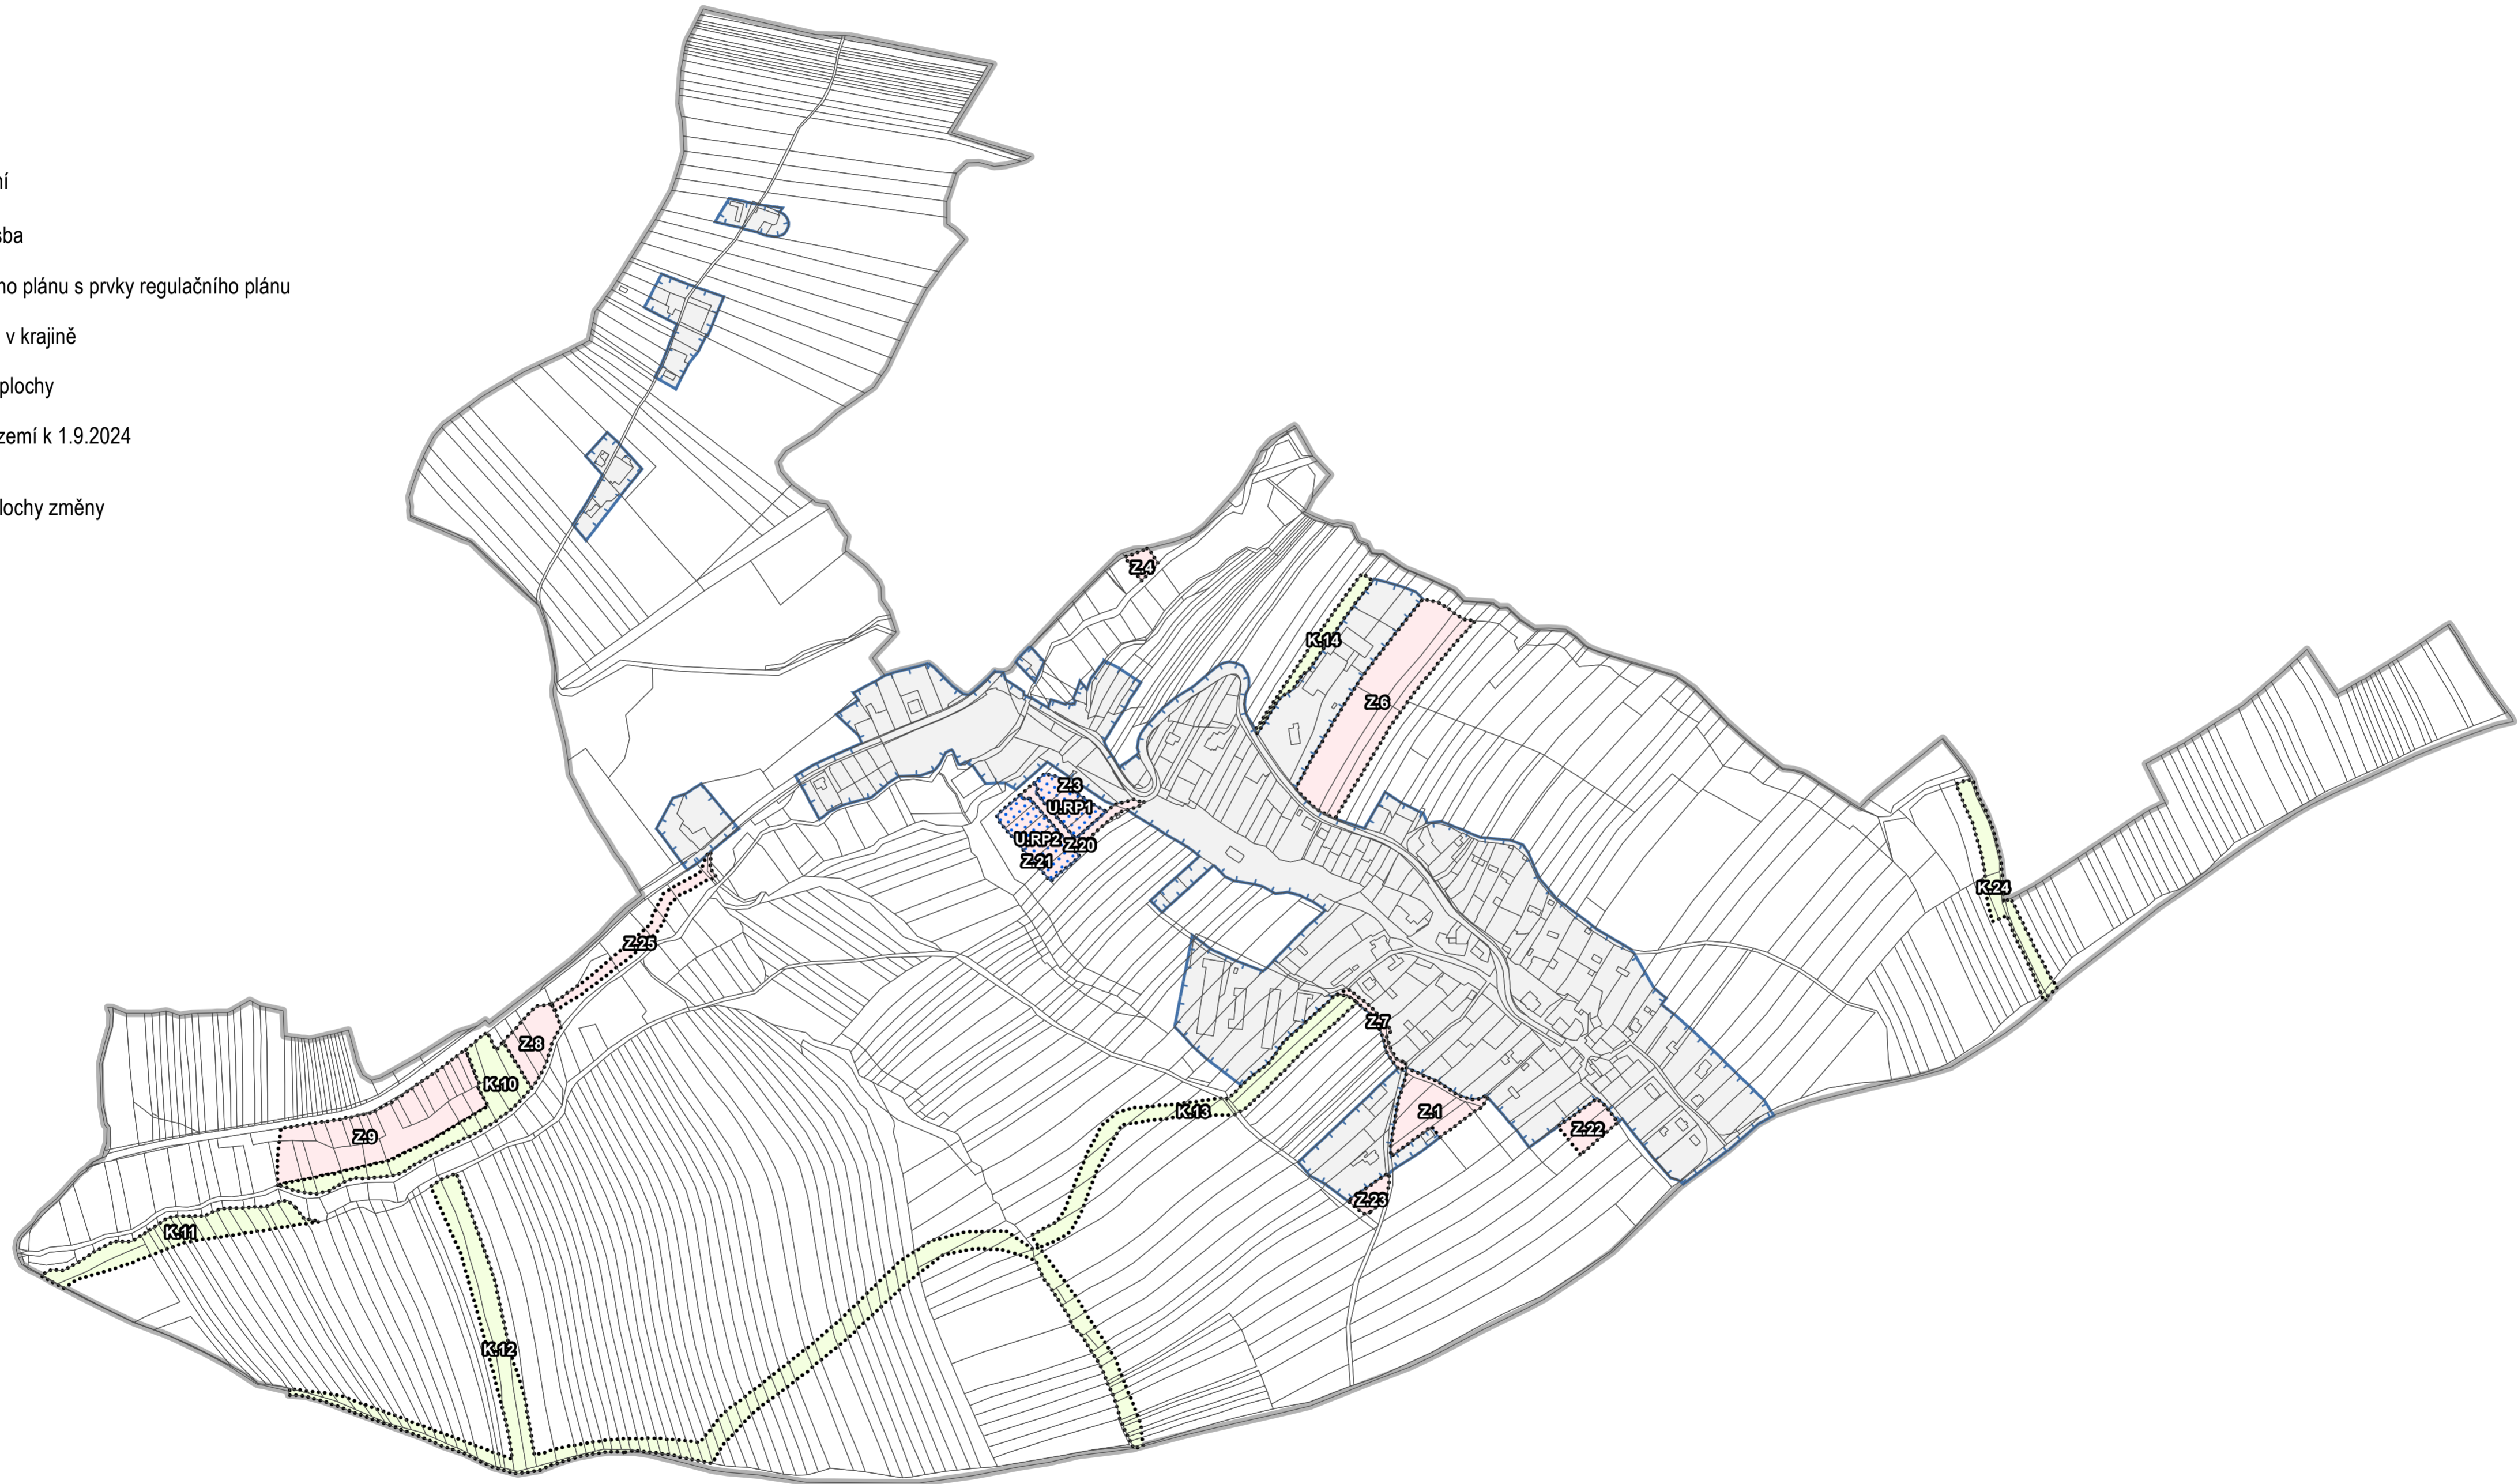 ní
sba
ho plánu s prvky regulačního plánu
v krajině
plochy
zemí k 1.9.2024
lochy změny
Z.4
K.14
Z.6
Z.3
U.RP1
U.RP2
Z.20
Z.21
K.24
Z.25
Z.7
Z.8
K.10
K.13
Z.1
Z.22
Z.9
Z.23
K.11
K.12